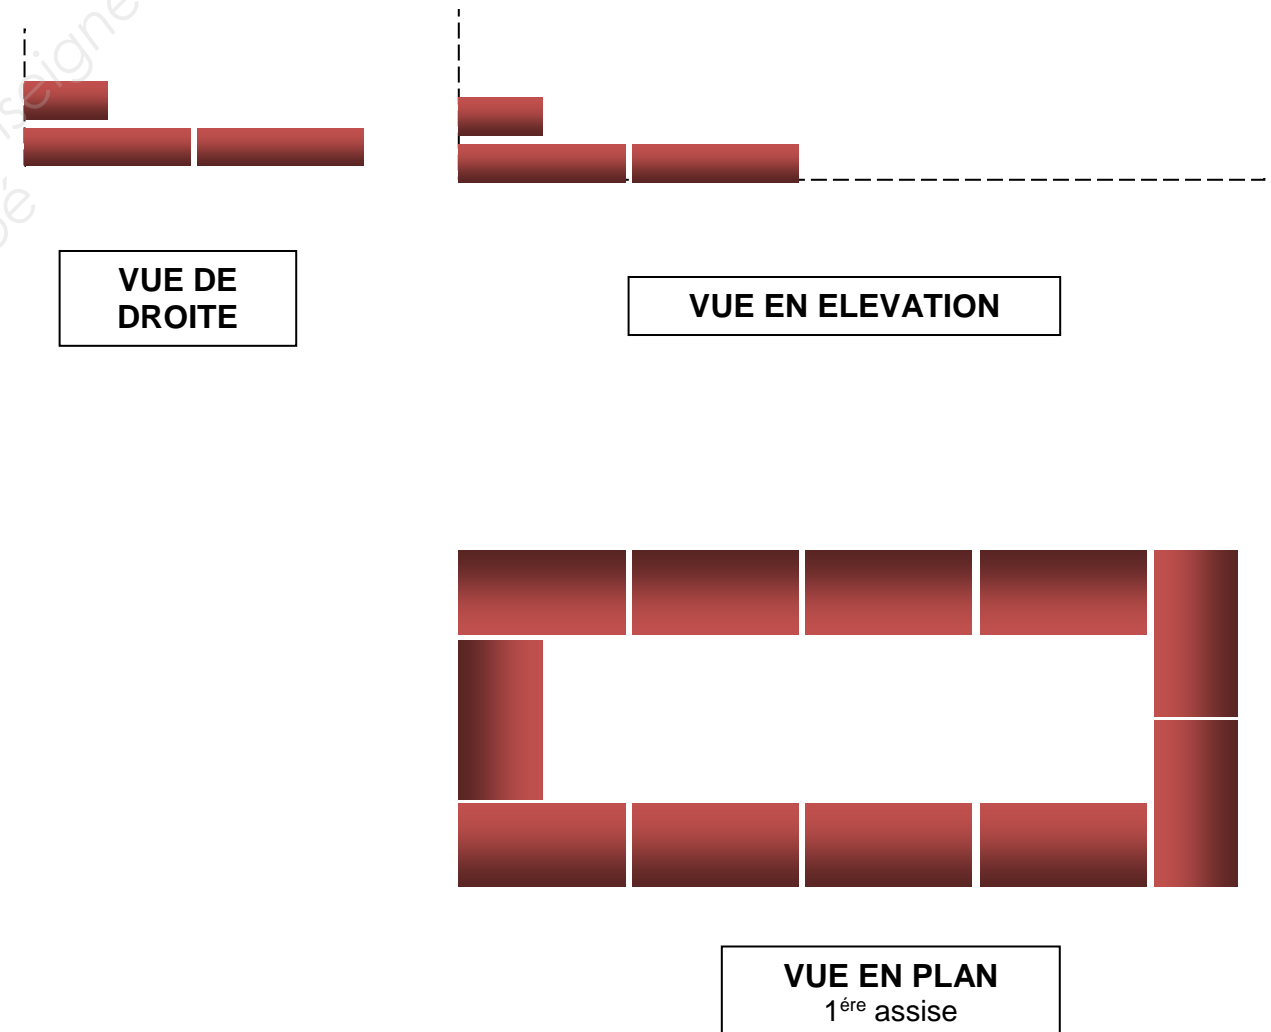 VUE DE
DROITE
VUE EN ELEVATION
VUE EN PLAN
1ére assise